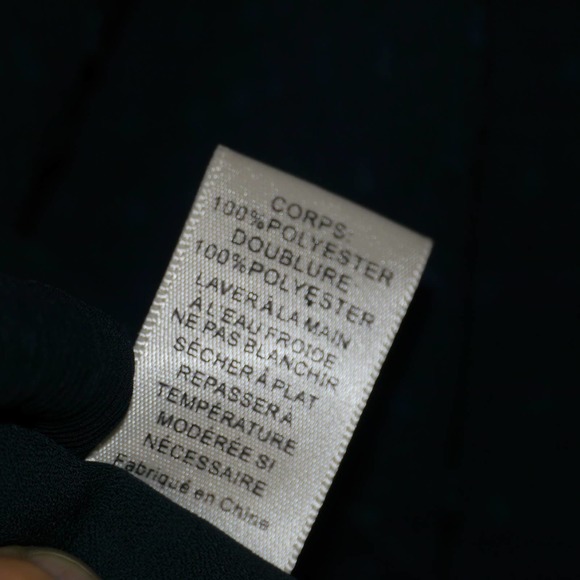 CORPS:
100%POLYESTER
DOUBLURE:
100%POLYESTER
LAVER À LA MAIN
À L'EAU FROIDE
NE PAS BLANCHIR
SÉCHER À PLAT
REPASSER À
TEMPÉRATURE
MODÉRÉE SI
NÉCESSAIRE
Fabriqué en Chine